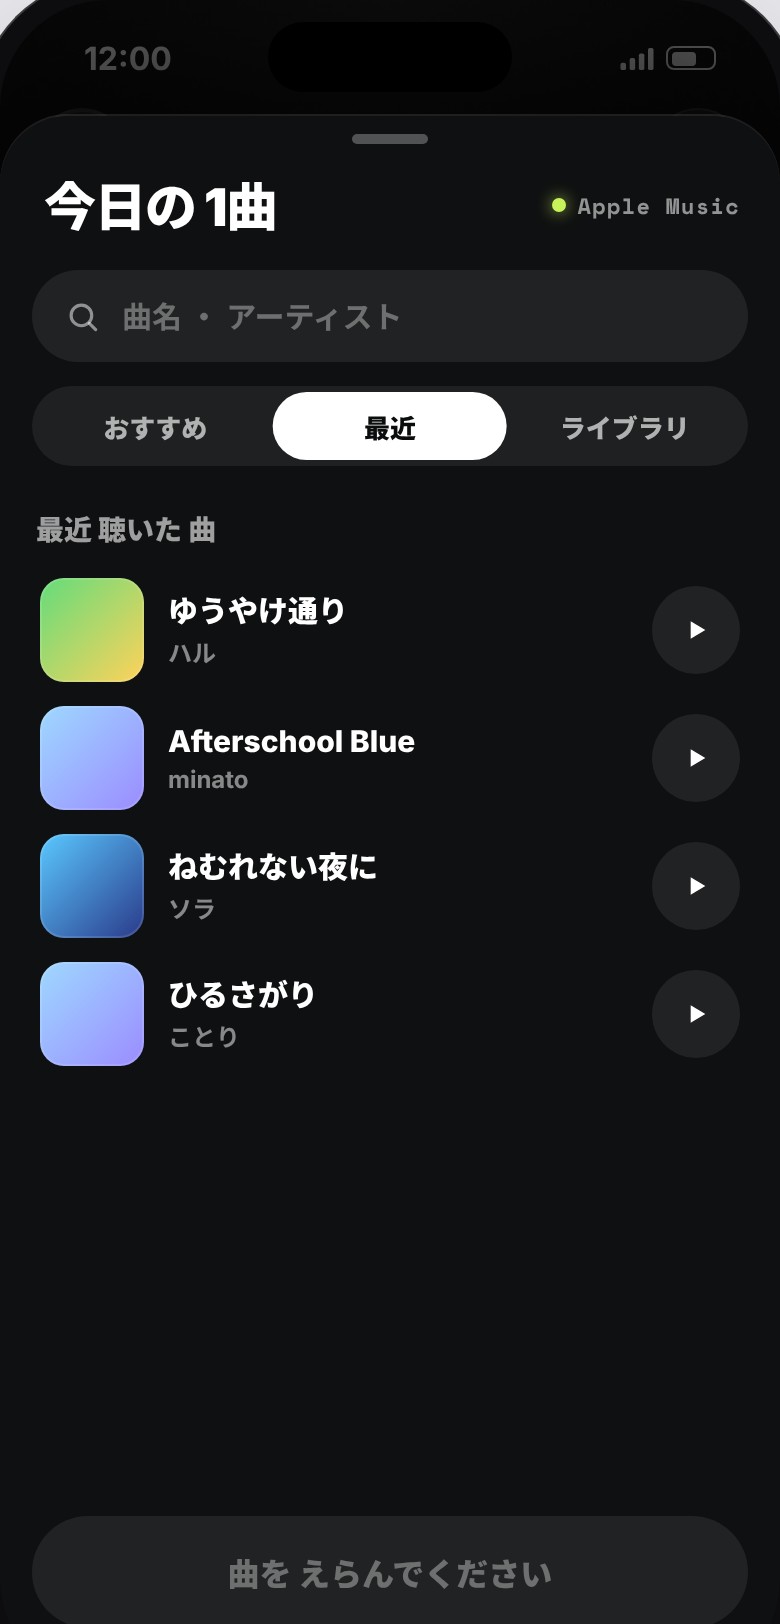 12:00
今日の1曲
Apple Music
曲名 ・ アーティスト
おすすめ
最近
ライブラリ
最近 聴いた 曲
ゆうやけ通り
ハル
Afterschool Blue
minato
ねむれない夜に
ソラ
ひるさがり
ことり
曲を えらんでください